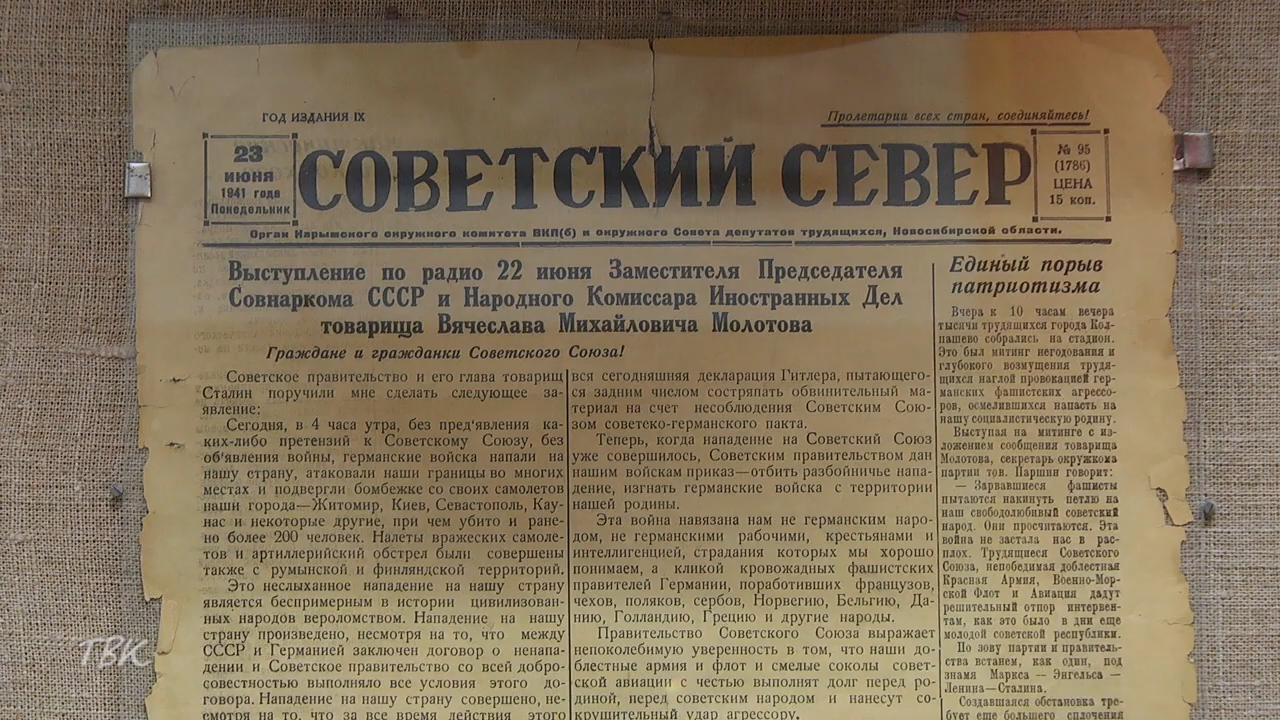 ГОД ИЗДАНИЯ IX
Пролетарии всех стран, соединяйтесь!
23
ИЮНЯ
1941 года
Понедельник
СОВЕТСКИЙ СЕВЕР
№ 95
(1786)
ЦЕНА
15 коп.
Орган Нарымского окружного комитета ВКП(б) и окружного Совета депутатов трудящихся, Новосибирской области.
Выступление по радио 22 июня Заместителя Председателя
Совнаркома СССР и Народного Комиссара Иностранных Дел
товарища Вячеслава Михайловича Молотова
Граждане и гражданки Советского Союза!
Советское правительство и его глава товарищ
Сталин поручили мне сделать следующее за-
явление:
Сегодня, в 4 часа утра, без пред'явления ка-
ких-либо претензий к Советскому Союзу, без
об'явления войны, германские войска напали на
нашу страну, атаковали наши границы во многих
местах и подвергли бомбежке со своих самолетов
наши города—Житомир, Киев, Севастополь, Кау-
нас и некоторые другие, при чем убито и ране-
но более 200 человек. Налеты вражеских самоле-
тов и артиллерийский обстрел были совершены
также с румынской и финляндской территорий.
Это неслыханное нападение на нашу страну
является беспримерным в истории цивилизован-
ных народов вероломством. Нападение на нашу
страну произведено, несмотря на то, что между
СССР и Германией заключен договор о ненапа-
дении и Советское правительство со всей добро-
совестностью выполняло все условия этого до-
говора. Нападение на нашу страну совершено, не-
смотря на то, что за все время действия этого
вся сегодняшняя декларация Гитлера, пытающего-
ся задним числом состряпать обвинительный ма-
териал на счет несоблюдения Советским Сою-
зом советско-германского пакта.
Теперь, когда нападение на Советский Союз
уже совершилось, Советским правительством дан
нашим войскам приказ—отбить разбойничье напа-
дение, изгнать германские войска с территории
нашей родины.
Эта война навязана нам не германским наро-
дом, не германскими рабочими, крестьянами и
интеллигенцией, страдания которых мы хорошо
понимаем, а кликой кровожадных фашистских
правителей Германии, поработивших французов,
чехов, поляков, сербов, Норвегию, Бельгию, Да-
нию, Голландию, Грецию и другие народы.
Правительство Советского Союза выражает
непоколебимую уверенность в том, что наши до-
блестные армия и флот и смелые соколы совет-
ской авиации с честью выполнят долг перед ро-
диной, перед советским народом и нанесут со-
крушительный удар агрессору.
Единый порыв
патриотизма
Вчера к 10 часам вечера
тысячи трудящихся города Кол-
пашево собрались на стадион.
Это был митинг негодования и
глубокого возмущения трудя-
щихся наглой провокацией гер-
манских фашистских агрессо-
ров, осмелившихся напасть на
нашу социалистическую родину.
Выступая на митинге с из-
ложением сообщения товарища
Молотова, секретарь окружкома
партии тов. Паршин говорит:
— Зарвавшиеся фашисты
пытаются накинуть петлю на
наш свободолюбивый советский
народ. Они просчитаются. Эта
война не застала нас в рас-
плох. Трудящиеся Советского
Союза, непобедимая доблестная
Красная Армия, Военно-Мор-
ской Флот и Авиация дадут
решительный отпор интервен-
там, как это было в дни еще
молодой советской республики.
По зову партии и правитель-
ства встанем, как один, под
знамя Маркса — Энгельса —
Ленина—Сталина.
Создавшаяся обстановка тре-
бует еще большего сплочения
ТВК